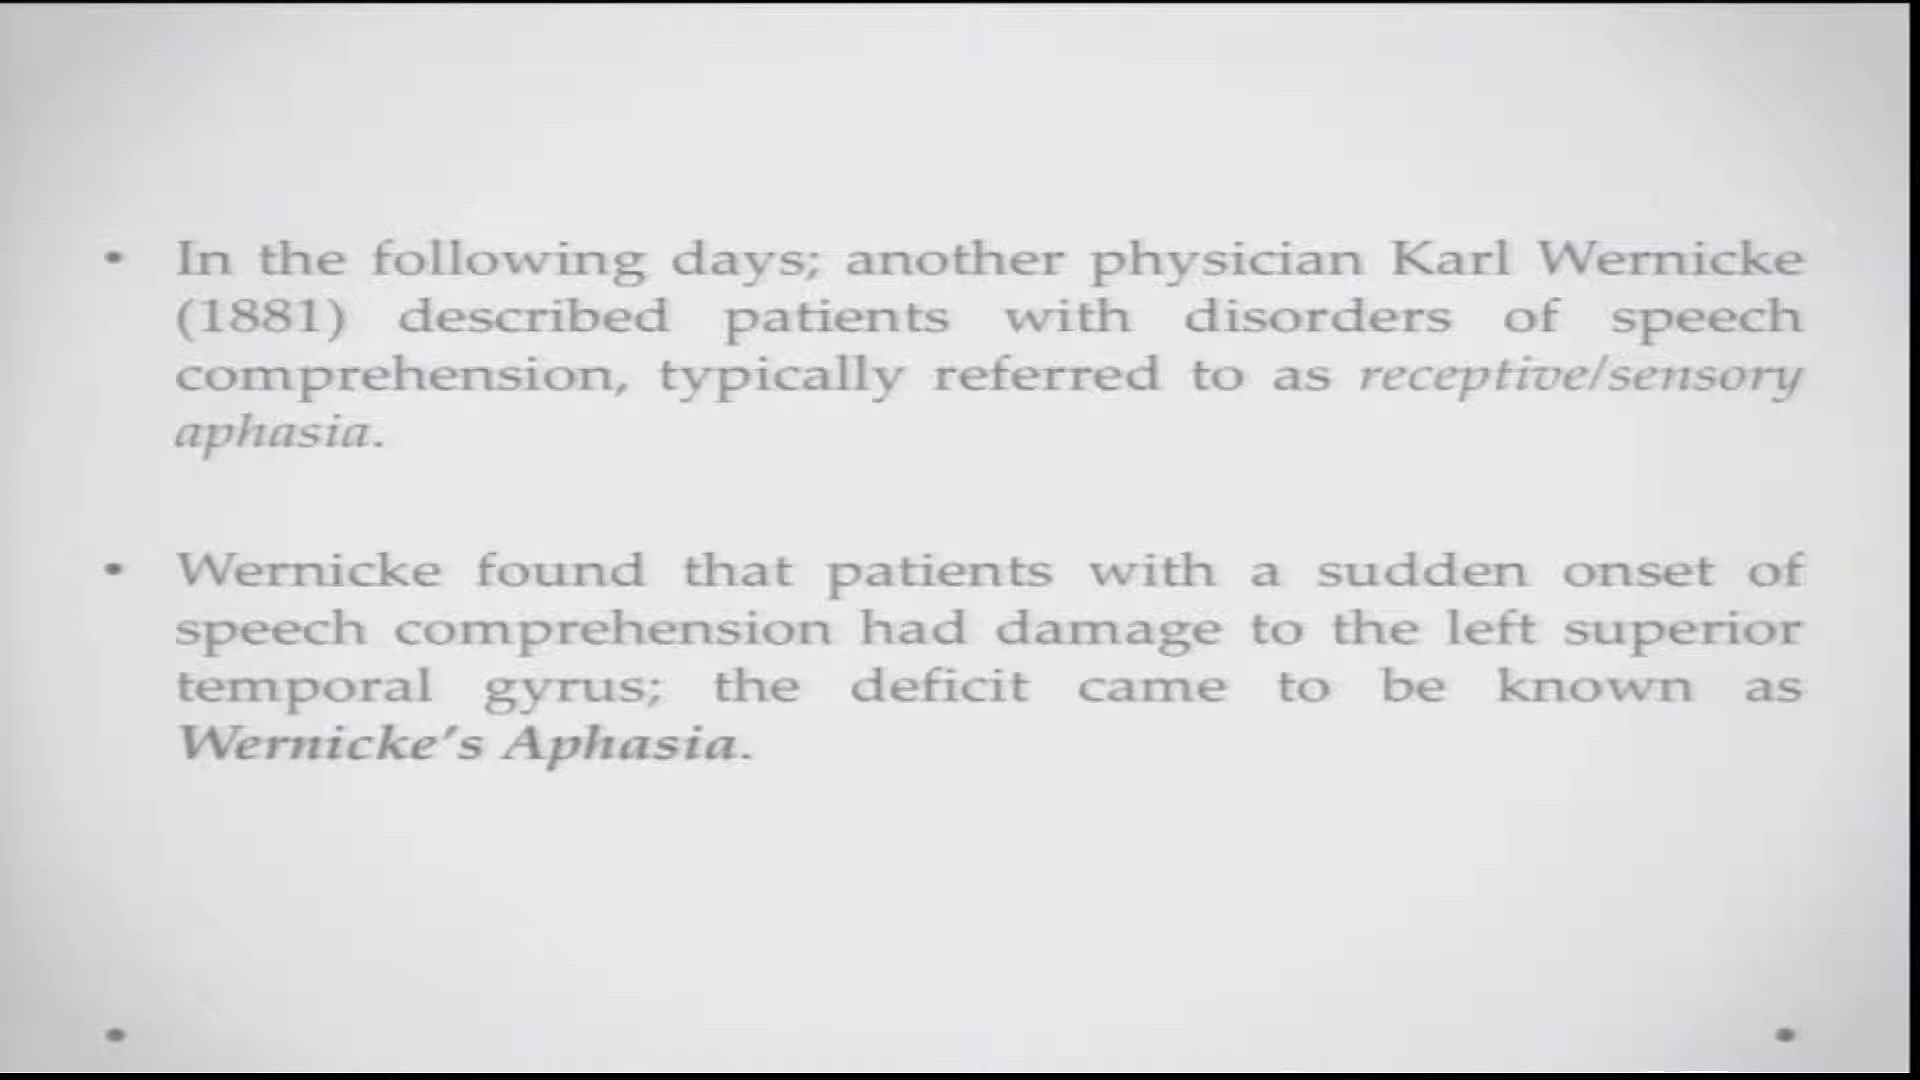 • In the following days; another physician Karl Wernicke
(1881) described patients with disorders of speech
comprehension, typically referred to as receptive/sensory
aphasia.
• Wernicke found that patients with a sudden onset of
speech comprehension had damage to the left superior
temporal gyrus; the deficit came to be known as
Wernicke's Aphasia.